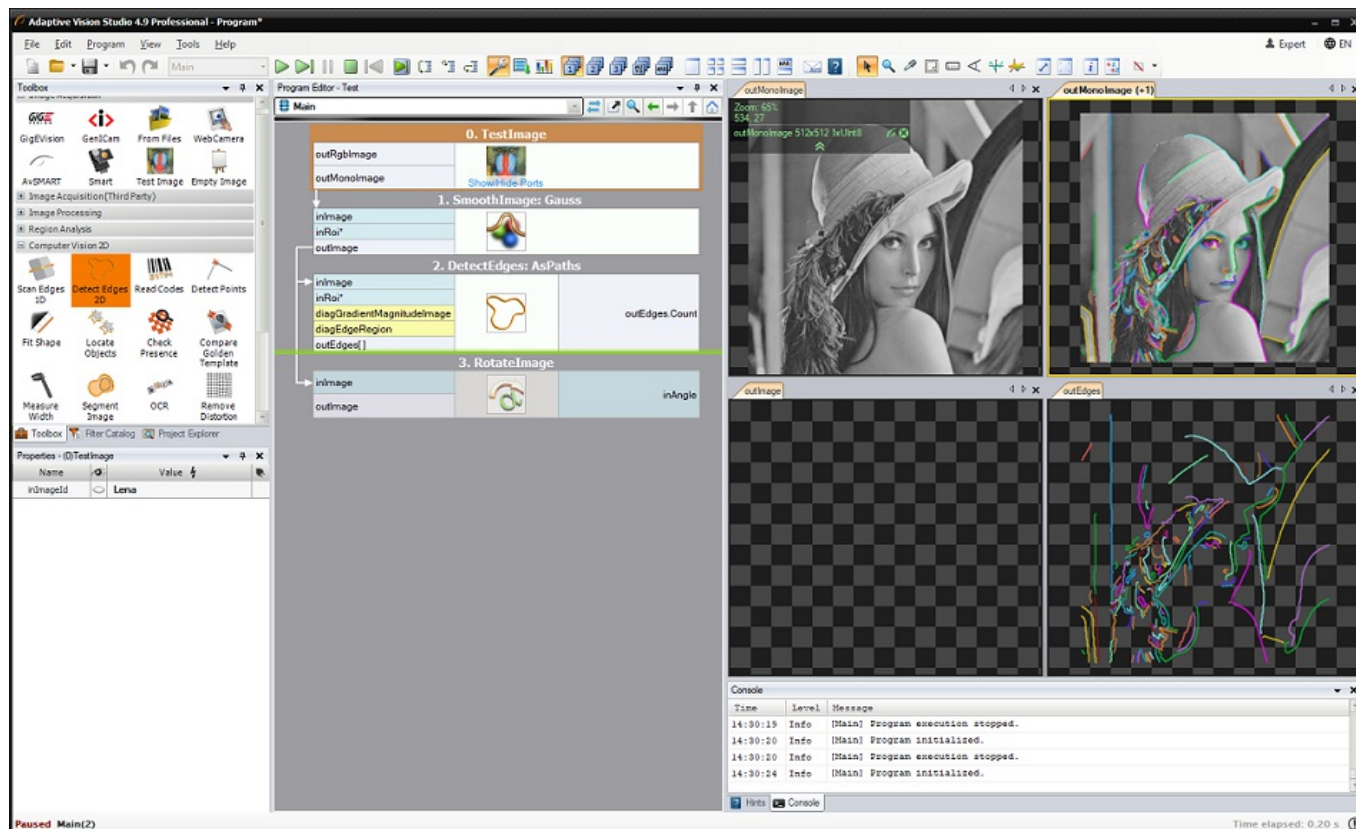 Adaptive Vision Studio 4.9 Professional - Program*
File Edit Program View Tools Help
Expert EN
Main
Toolbox
Image Acquisition
GigEVision GenICam From Files WebCamera
AvSMART Smart Test Image Empty Image
Image Acquisition(Third Party)
Image Processing
Region Analysis
Computer Vision 2D
Scan Edges 1D Detect Edges 2D Read Codes Detect Points
Fit Shape Locate Objects Check Presence Compare Golden Template
Measure Width Segment Image OCR Remove Distotion
Toolbox Filter Catalog Project Explorer
Properties - (0)TestImage
Name Value
inImageId Lena
Program Editor - Test
Main
0. TestImage
outRgbImage
outMonoImage
Show/Hide Ports
1. SmoothImage: Gauss
inImage
inRoi*
outImage
2. DetectEdges: AsPaths
inImage
inRoi*
diagGradientMagnitudeImage
diagEdgeRegion
outEdges[]
outEdges.Count
3. RotateImage
inImage
outImage
inAngle
outMonoImage
Zoom: 65%
534, 27
outMonoImage 512x512 1xUInt8
outMonoImage (+1)
outImage
outEdges
Console
Time Level Message
14:30:19 Info [Main] Program execution stopped.
14:30:20 Info [Main] Program initialized.
14:30:20 Info [Main] Program execution stopped.
14:30:24 Info [Main] Program initialized.
Hints Console
Paused Main(2)
Time elapsed: 0.20 s